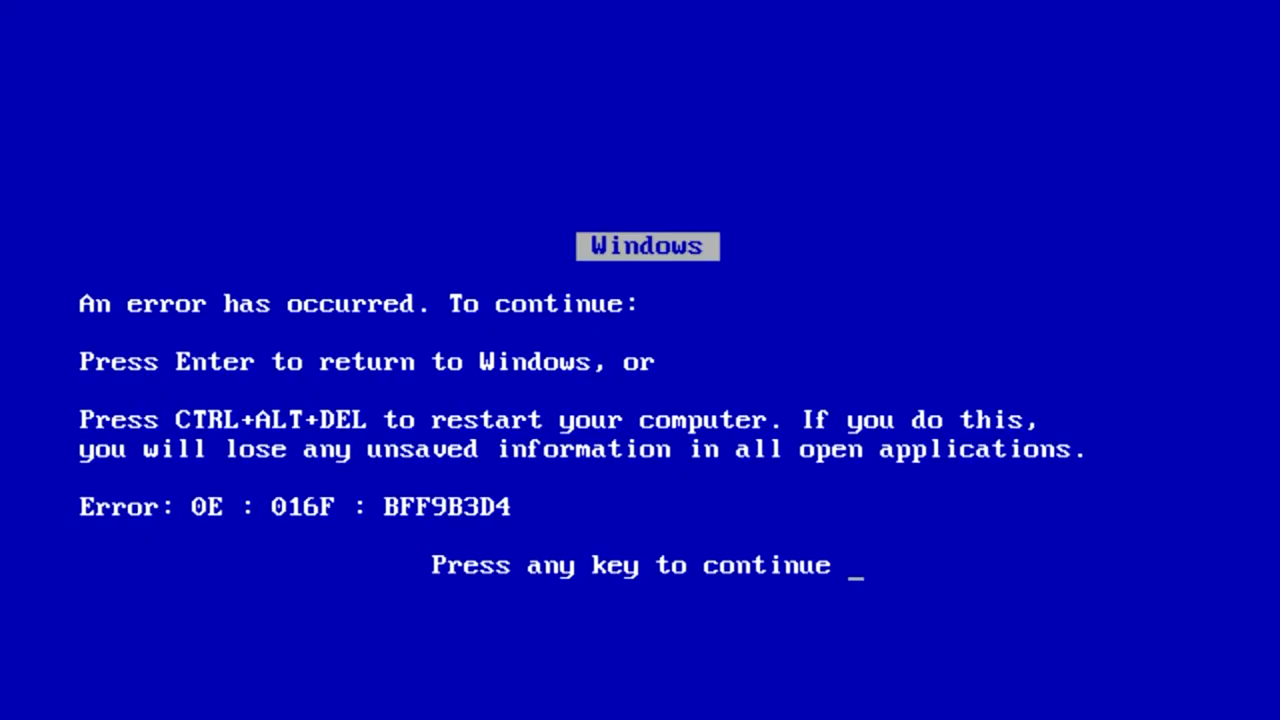 Windows
An error has occurred. To continue:
Press Enter to return to Windows, or
Press CTRL+ALT+DEL to restart your computer. If you do this,
you will lose any unsaved information in all open applications.
Error: 0E : 016F : BFF9B3D4
Press any key to continue _